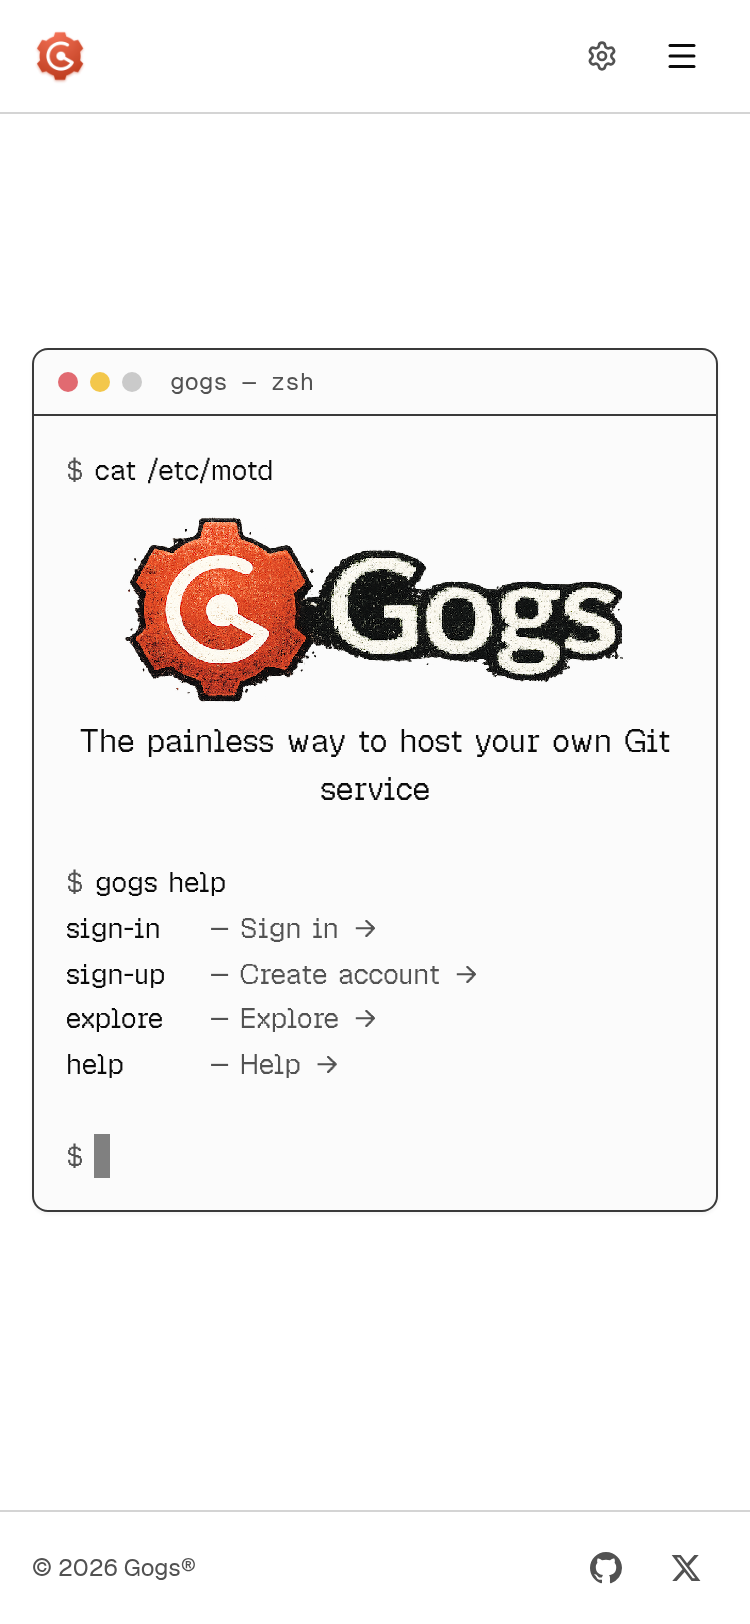 gogs — zsh
$ cat /etc/motd
Gogs
The painless way to host your own Git
service
$ gogs help
sign-in — Sign in →
sign-up — Create account →
explore — Explore →
help — Help →
$
© 2026 Gogs®